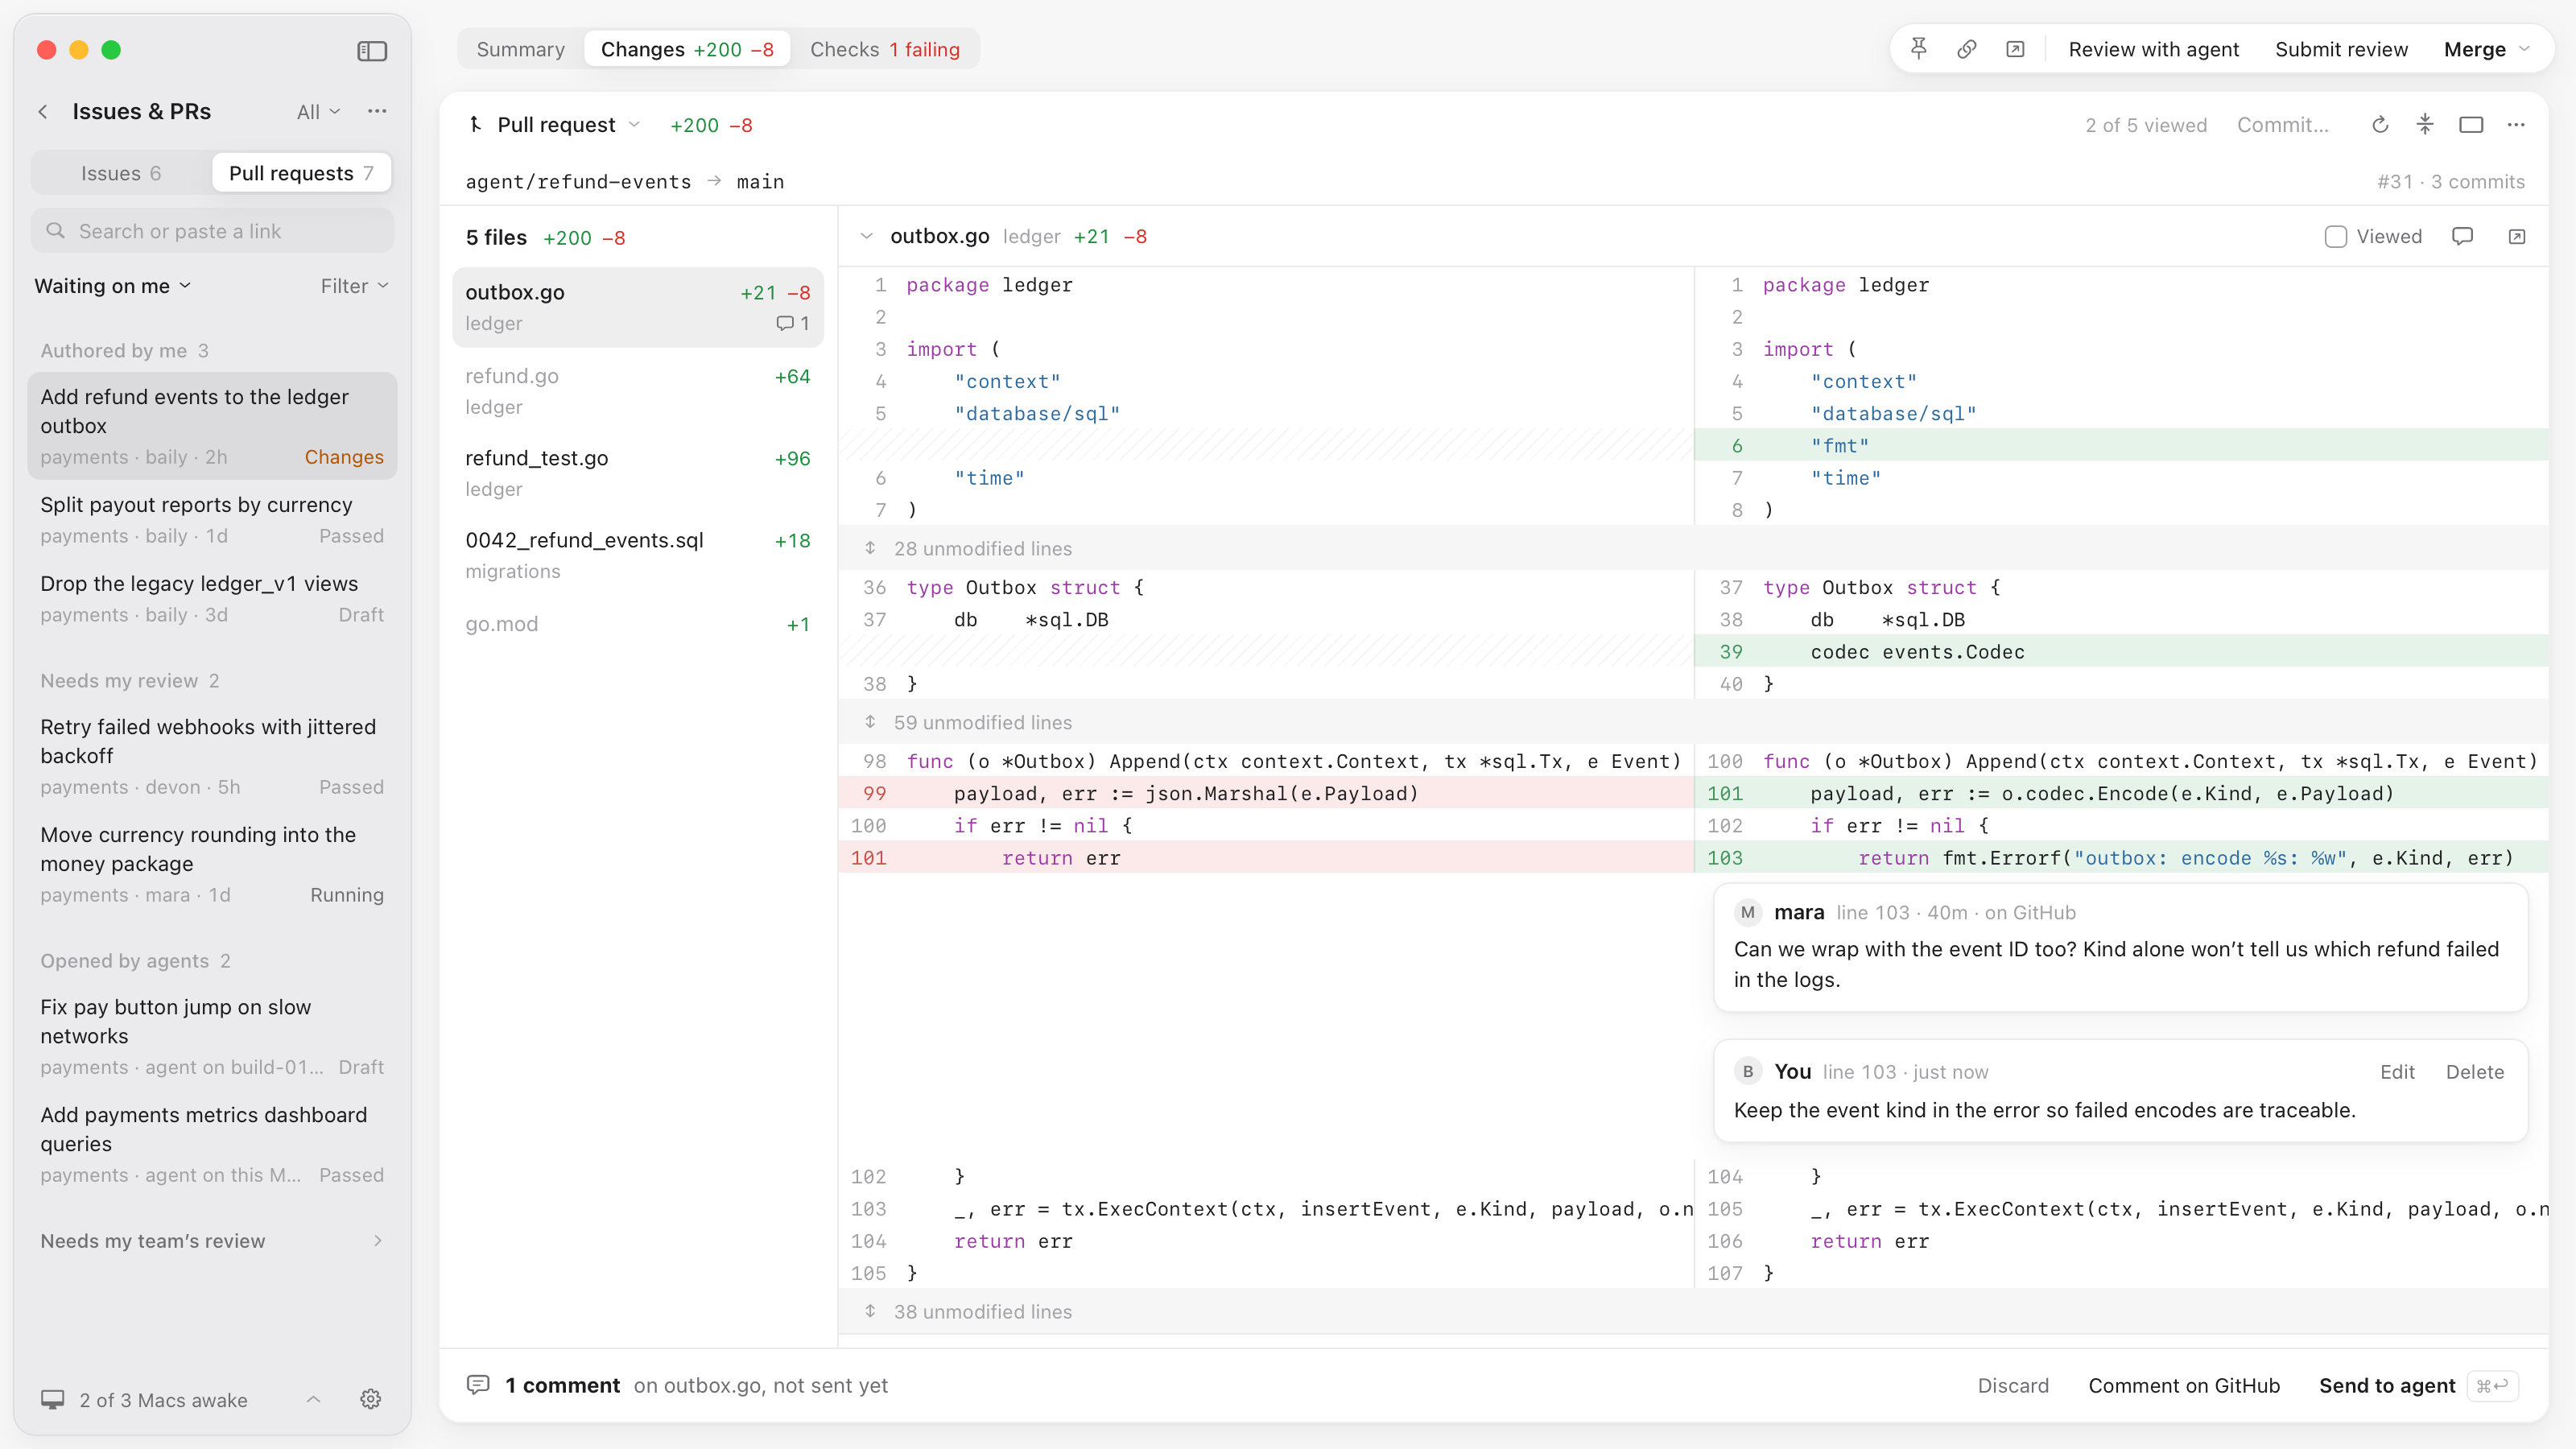 Issues & PRs All
Issues 6 Pull requests 7
Search or paste a link
Waiting on me Filter
Authored by me 3
Add refund events to the ledger
outbox
payments · baily · 2h Changes
Split payout reports by currency
payments · baily · 1d Passed
Drop the legacy ledger_v1 views
payments · baily · 3d Draft
Needs my review 2
Retry failed webhooks with jittered
backoff
payments · devon · 5h Passed
Move currency rounding into the
money package
payments · mara · 1d Running
Opened by agents 2
Fix pay button jump on slow
networks
payments · agent on build-01... Draft
Add payments metrics dashboard
queries
payments · agent on this M... Passed
Needs my team’s review
2 of 3 Macs awake
Summary Changes +200 −8 Checks 1 failing
Review with agent Submit review Merge
Pull request +200 −8 2 of 5 viewed Commit...
agent/refund-events → main #31 · 3 commits
5 files +200 −8
outbox.go +21 −8
ledger 1
refund.go +64
ledger
refund_test.go +96
ledger
0042_refund_events.sql +18
migrations
go.mod +1
outbox.go ledger +21 −8 Viewed
1 package ledger
2
3 import (
4 "context"
5 "database/sql"
6 "time"
7 )
28 unmodified lines
36 type Outbox struct {
37 db *sql.DB
38 }
59 unmodified lines
98 func (o *Outbox) Append(ctx context.Context, tx *sql.Tx, e Event)
99 payload, err := json.Marshal(e.Payload)
100 if err != nil {
101 return err
102 }
103 _, err = tx.ExecContext(ctx, insertEvent, e.Kind, payload, o.n
104 return err
105 }
38 unmodified lines
1 package ledger
2
3 import (
4 "context"
5 "database/sql"
6 "fmt"
7 "time"
8 )
37 type Outbox struct {
38 db *sql.DB
39 codec events.Codec
40 }
100 func (o *Outbox) Append(ctx context.Context, tx *sql.Tx, e Event)
101 payload, err := o.codec.Encode(e.Kind, e.Payload)
102 if err != nil {
103 return fmt.Errorf("outbox: encode %s: %w", e.Kind, err)
M mara line 103 · 40m · on GitHub
Can we wrap with the event ID too? Kind alone won’t tell us which refund failed
in the logs.
B You line 103 · just now Edit Delete
Keep the event kind in the error so failed encodes are traceable.
104 }
105 _, err = tx.ExecContext(ctx, insertEvent, e.Kind, payload, o.n
106 return err
107 }
1 comment on outbox.go, not sent yet
Discard Comment on GitHub Send to agent ⌘↩